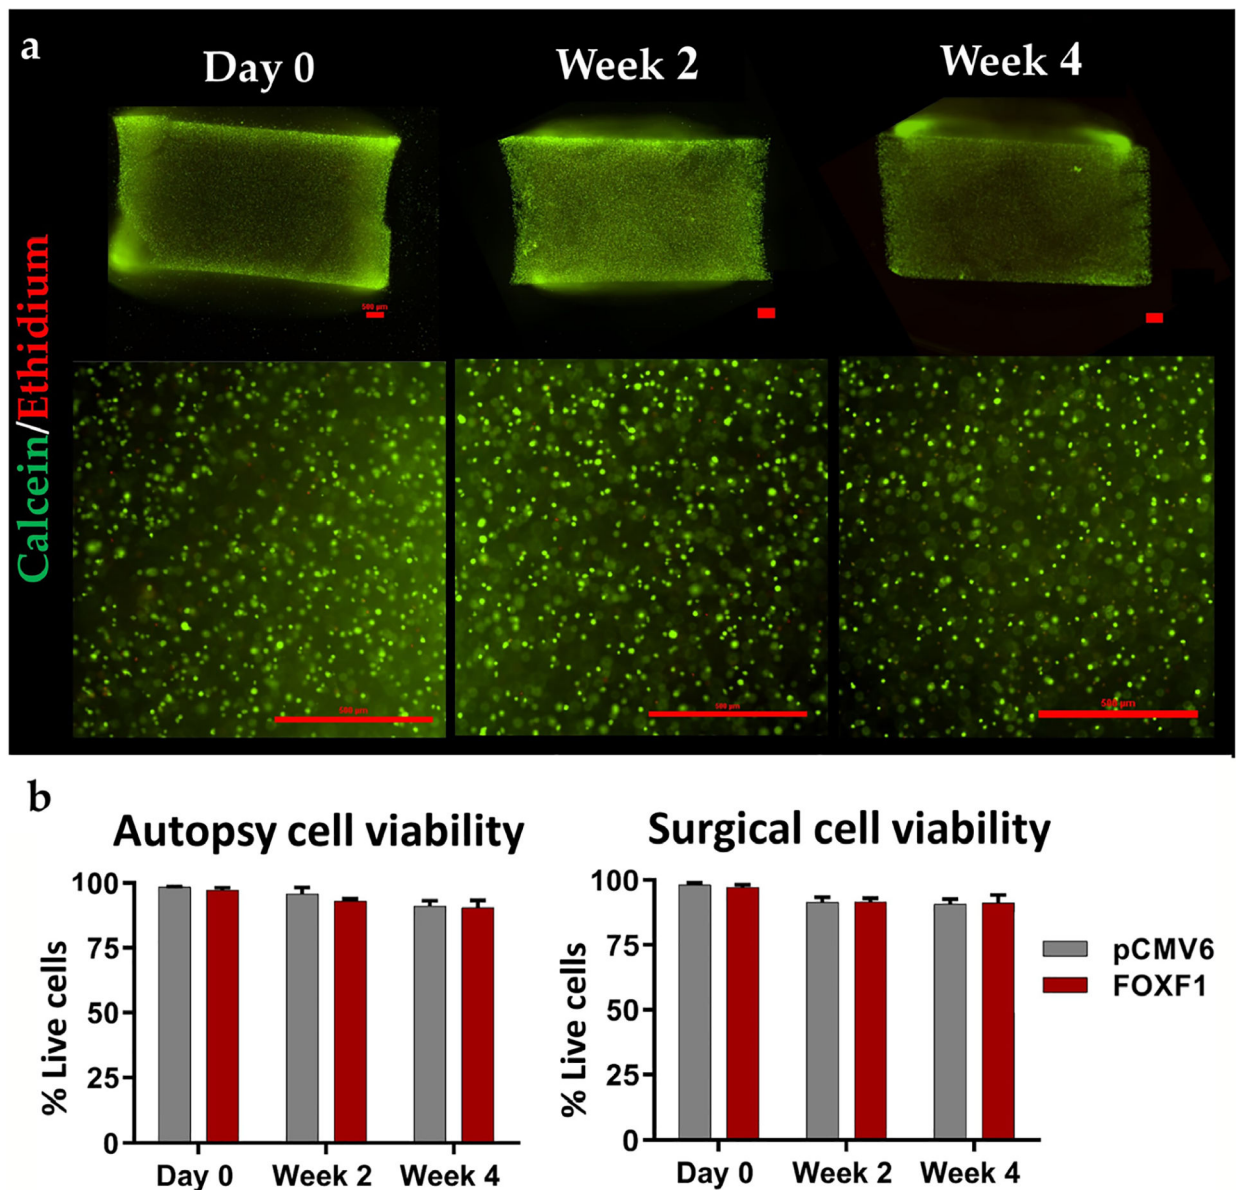 a
Day 0
Week 2
Week 4
Calcein/Ethidium
500 µm
500 µm
500 µm
500 µm
b
Autopsy cell viability
% Live cells
100
75
50
25
0
Day 0
Week 2
Week 4
Surgical cell viability
% Live cells
100
75
50
25
0
Day 0
Week 2
Week 4
pCMV6
FOXF1